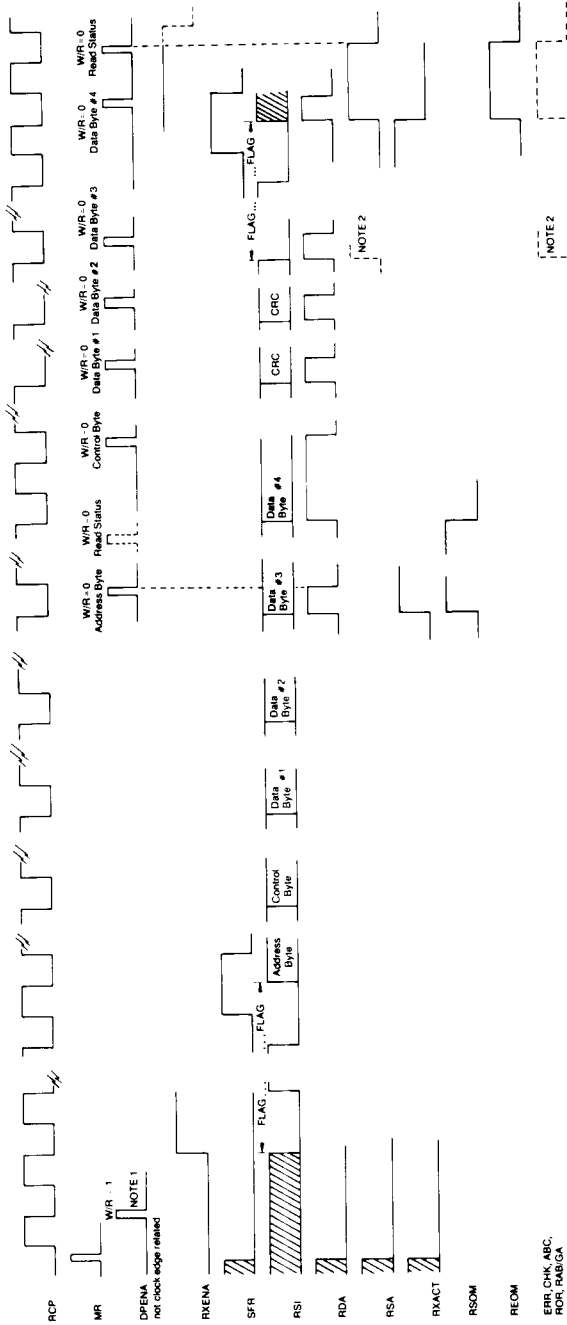 RCP
MR
W/R - 1
NOTE 1
W/R = 0
Address Byte
W/R - 0
Read Status
W/R = 0
Control Byte
W/R = 0
Data Byte #1
W/R = 0
Data Byte #2
W/R = 0
Data Byte #3
W/R = 0
Data Byte #4
W/R = 0
Read Status
DPENA
not clock edge related
RXENA
SFR
FLAG...
...FLAG
FLAG...
...FLAG
RSI
Address
Byte
Control
Byte
Data #1
Byte
Data #2
Byte
Data #3
Byte
Data #4
Byte
CRC
CRC
RDA
RSA
NOTE 2
RXACT
RSOM
REOM
ERR, CHK, ABC,
ROR, RAB/GA
NOTE 2